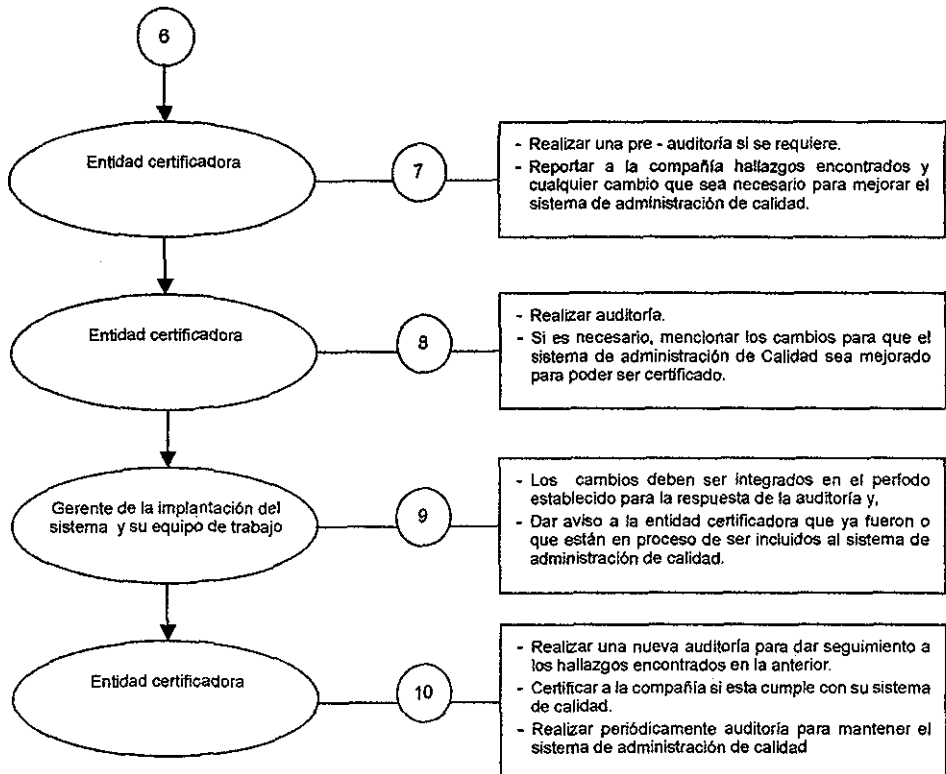 6
Entidad certificadora
7
- Realizar una pre - auditoría si se requiere.
- Reportar a la compañía hallazgos encontrados y
cualquier cambio que sea necesario para mejorar el
sistema de administración de calidad.
Entidad certificadora
8
- Realizar auditoría.
- Si es necesario, mencionar los cambios para que el
sistema de administración de Calidad sea mejorado
para poder ser certificado.
Gerente de la implantación del
sistema y su equipo de trabajo
9
- Los cambios deben ser integrados en el período
establecido para la respuesta de la auditoría y,
- Dar aviso a la entidad certificadora que ya fueron o
que están en proceso de ser incluidos al sistema de
administración de calidad.
Entidad certificadora
10
- Realizar una nueva auditoría para dar seguimiento a
los hallazgos encontrados en la anterior.
- Certificar a la compañía si esta cumple con su sistema
de calidad.
- Realizar periódicamente auditoría para mantener el
sistema de administración de calidad